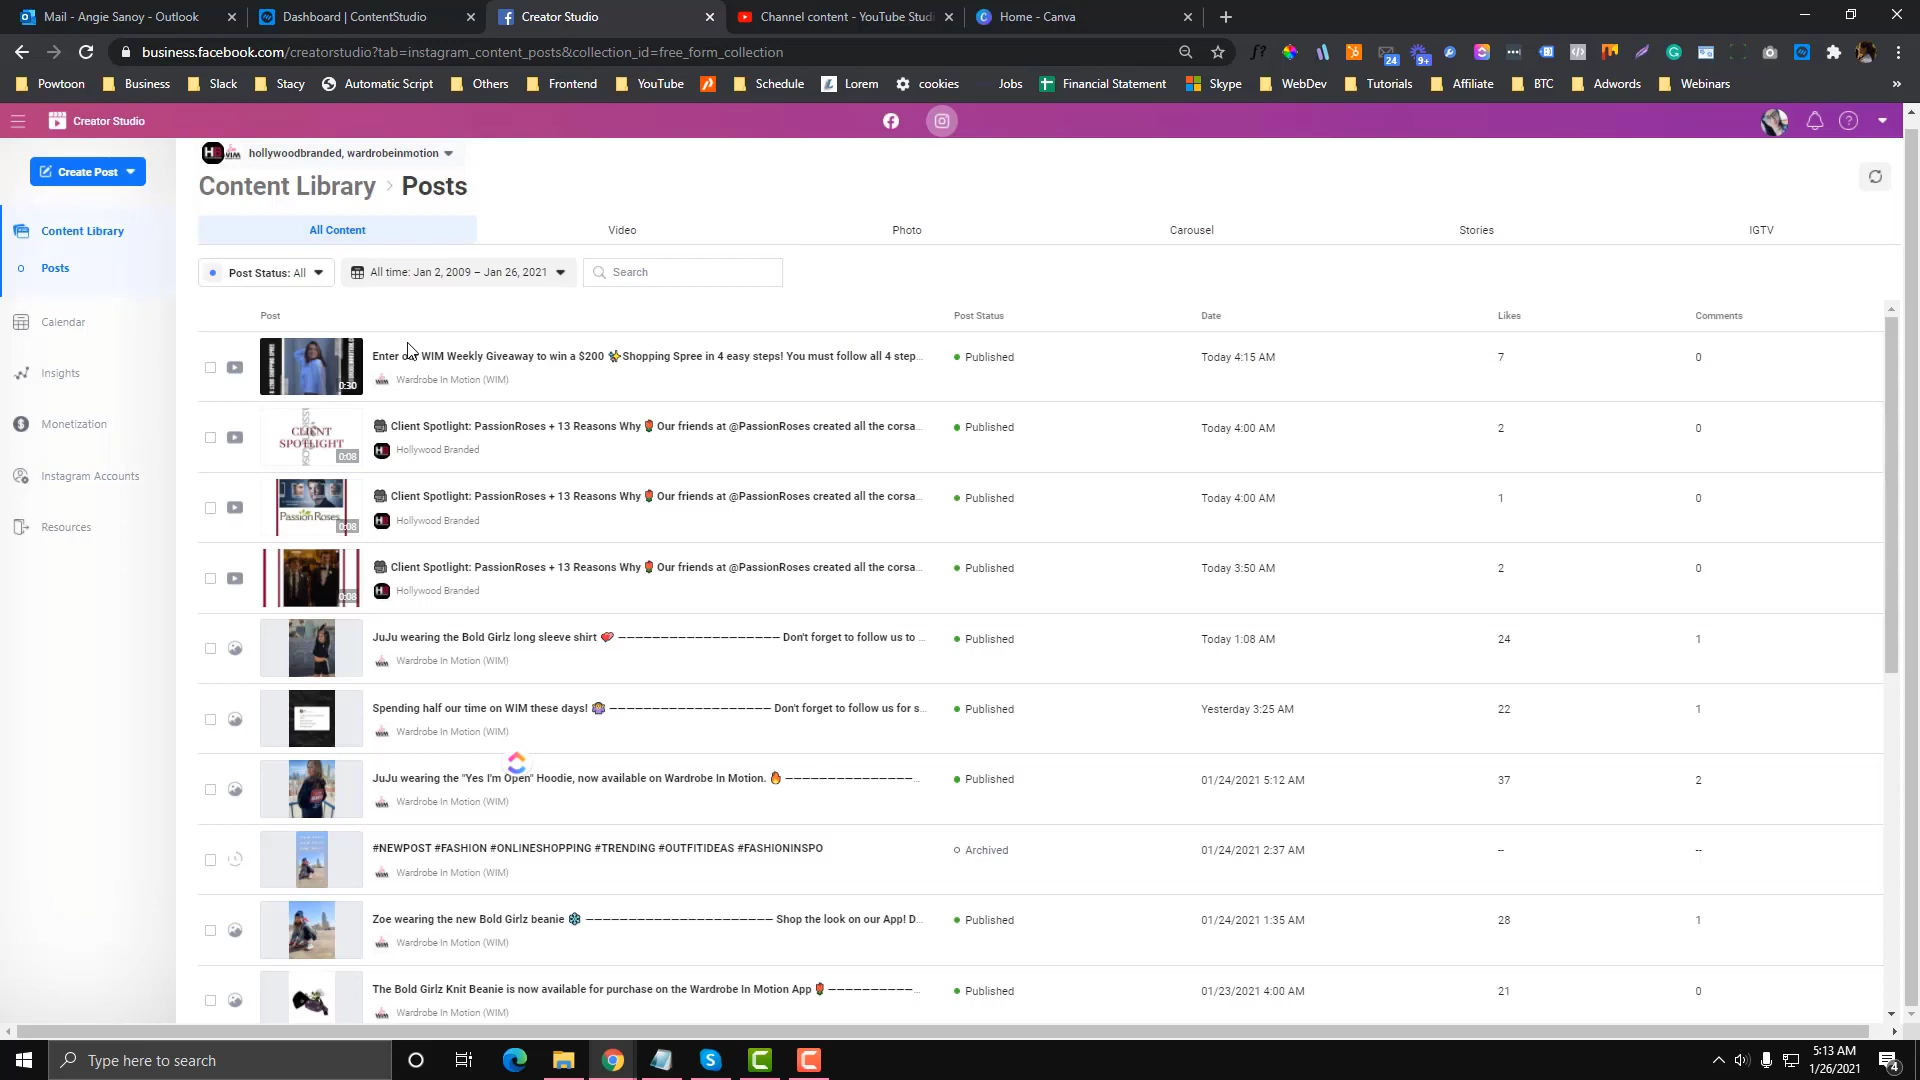 Mail - Angie Sanoy - Outlook
Dashboard | ContentStudio
Creator Studio
Channel content - YouTube Studi
Home - Canva
business.facebook.com/creatorstudio?tab=instagram_content_posts&collection_id=free_form_collection
24
9+
Powtoon
Business
Slack
Stacy
Automatic Script
Others
Frontend
YouTube
Schedule
Lorem
cookies
Jobs
Financial Statement
Skype
WebDev
Tutorials
Affiliate
BTC
Adwords
Webinars
Creator Studio
Create Post
hollywoodbranded, wardrobeinmotion
Content Library > Posts
Content Library
Posts
Calendar
Insights
Monetization
Instagram Accounts
Resources
All Content Video Photo Carousel Stories IGTV
Post Status: All
All time: Jan 2, 2009 – Jan 26, 2021
Search
Post Post Status Date Likes Comments
0:30
Enter our WIM Weekly Giveaway to win a $200 ✨Shopping Spree in 4 easy steps! You must follow all 4 step...
Published Today 4:15 AM 7 0
Wardrobe In Motion (WIM)
CLIENT
SPOTLIGHT
0:08
🎥 Client Spotlight: PassionRoses + 13 Reasons Why 🌹Our friends at @PassionRoses created all the corsa...
Published Today 4:00 AM 2 0
Hollywood Branded
Passion Roses
0:08
🎥 Client Spotlight: PassionRoses + 13 Reasons Why 🌹Our friends at @PassionRoses created all the corsa...
Published Today 4:00 AM 1 0
Hollywood Branded
0:08
🎥 Client Spotlight: PassionRoses + 13 Reasons Why 🌹Our friends at @PassionRoses created all the corsa...
Published Today 3:50 AM 2 0
Hollywood Branded
JuJu wearing the Bold Girlz long sleeve shirt 💖 ——————————————————— Don't forget to follow us to ...
Published Today 1:08 AM 24 1
Wardrobe In Motion (WIM)
Spending half our time on WIM these days! 🤷‍♀️ ——————————————————— Don't forget to follow us for s...
Published Yesterday 3:25 AM 22 1
Wardrobe In Motion (WIM)
JuJu wearing the "Yes I'm Open" Hoodie, now available on Wardrobe In Motion. 🔥 ———————————————...
Published 01/24/2021 5:12 AM 37 2
Wardrobe In Motion (WIM)
#NEWPOST #FASHION #ONLINESHOPPING #TRENDING #OUTFITIDEAS #FASHIONINSPO
Archived 01/24/2021 2:37 AM -- --
Wardrobe In Motion (WIM)
Zoe wearing the new Bold Girlz beanie ❄️ —————————————————————— Shop the look on our App! D...
Published 01/24/2021 1:35 AM 28 1
Wardrobe In Motion (WIM)
The Bold Girlz Knit Beanie is now available for purchase on the Wardrobe In Motion App 🌹 ——————————...
Published 01/23/2021 4:00 AM 21 0
Wardrobe In Motion (WIM)
Type here to search
5:13 AM
1/26/2021
4